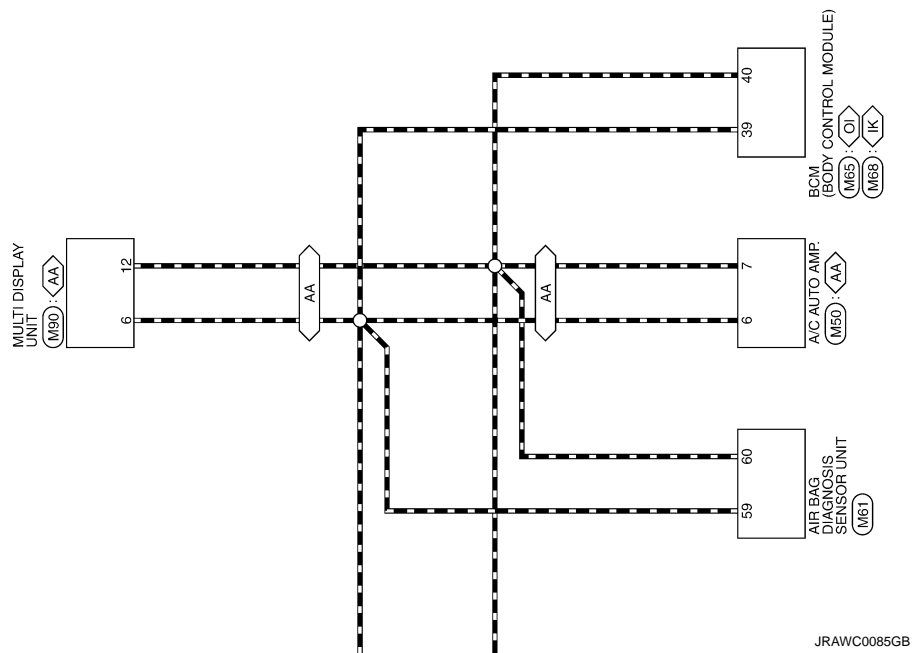 MULTI DISPLAY
UNIT
M90 : AA
12
6
AA
AA
40
39
BCM
(BODY CONTROL MODULE)
M65 : OI
M68 : IK
7
6
A/C AUTO AMP.
M50 : AA
60
59
AIR BAG
DIAGNOSIS
SENSOR UNIT
M61
JRAWC0085GB